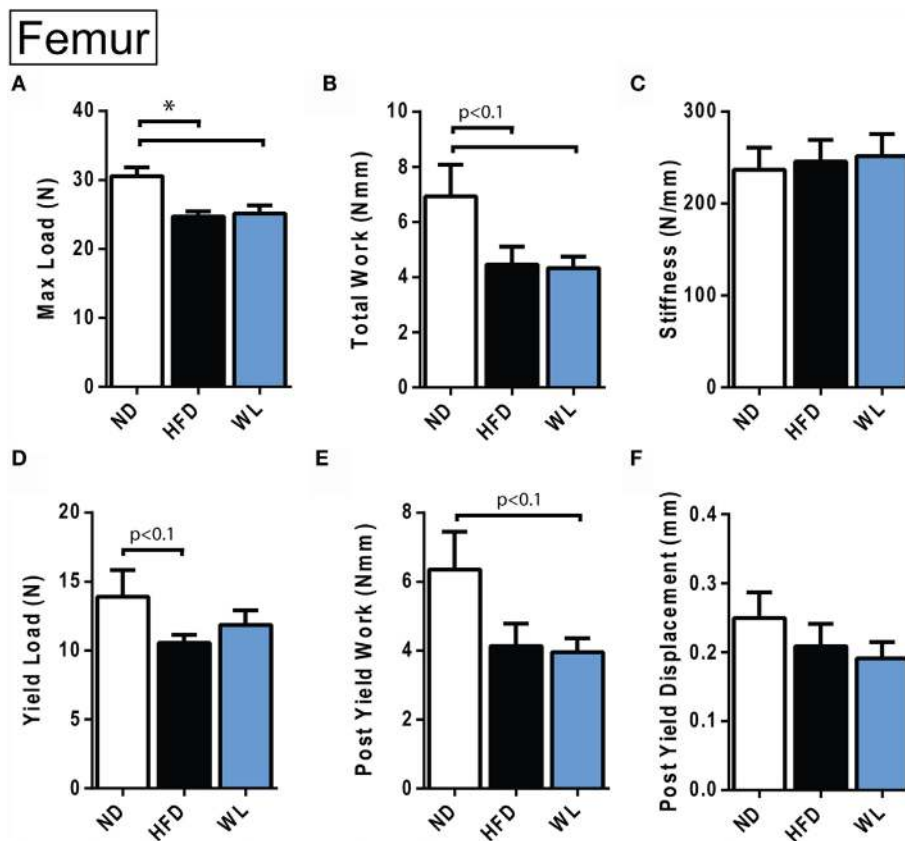 Femur
A
Max Load (N)
40
30
20
10
0
*
ND
HFD
WL
B
Total Work (Nmm)
10
8
6
4
2
0
p<0.1
ND
HFD
WL
C
Stiffness (N/mm)
300
200
100
0
ND
HFD
WL
D
Yield Load (N)
20
15
10
5
0
p<0.1
ND
HFD
WL
E
Post Yield Work (Nmm)
8
6
4
2
0
p<0.1
ND
HFD
WL
F
Post Yield Displacement (mm)
0.4
0.3
0.2
0.1
0.0
ND
HFD
WL